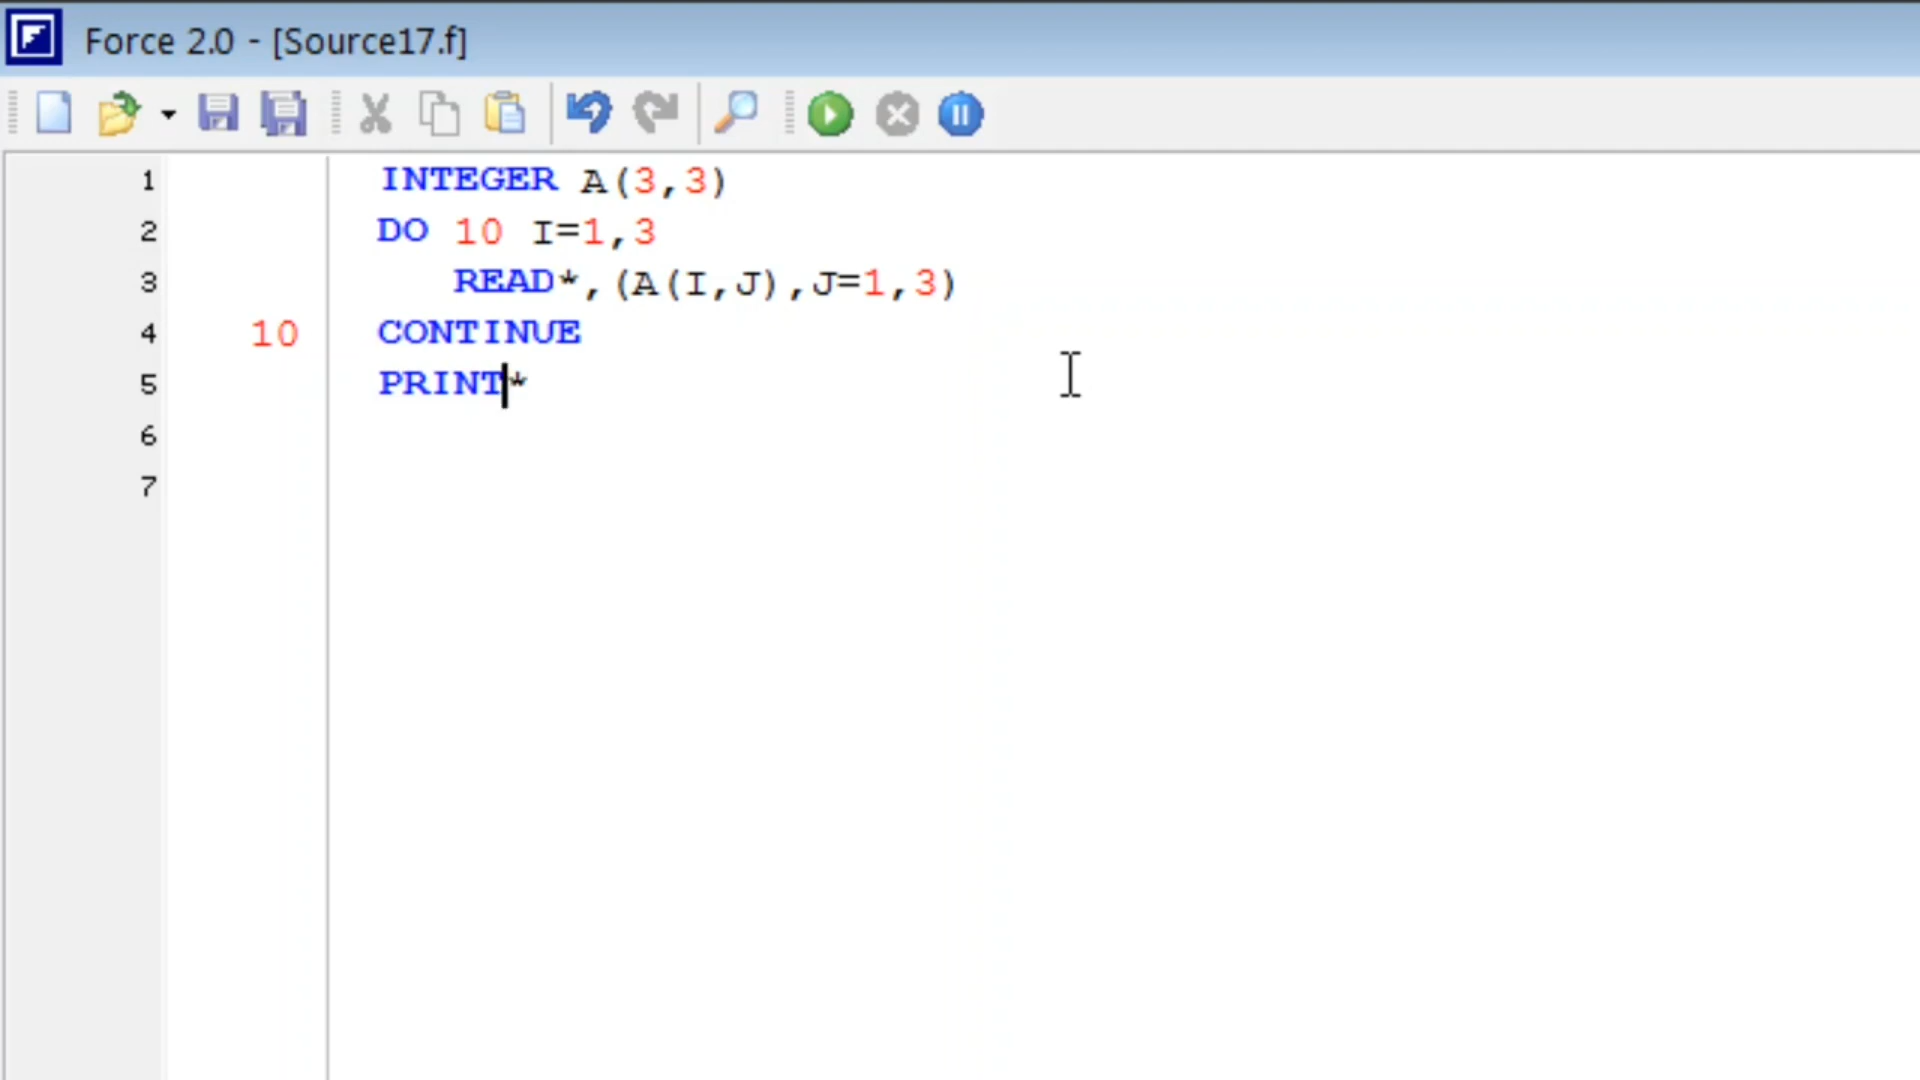 Force 2.0 - [Source17.f]
1 INTEGER A(3,3)
2 DO 10 I=1,3
3 READ*,(A(I,J),J=1,3)
4 10 CONTINUE
5 PRINT*
6
7